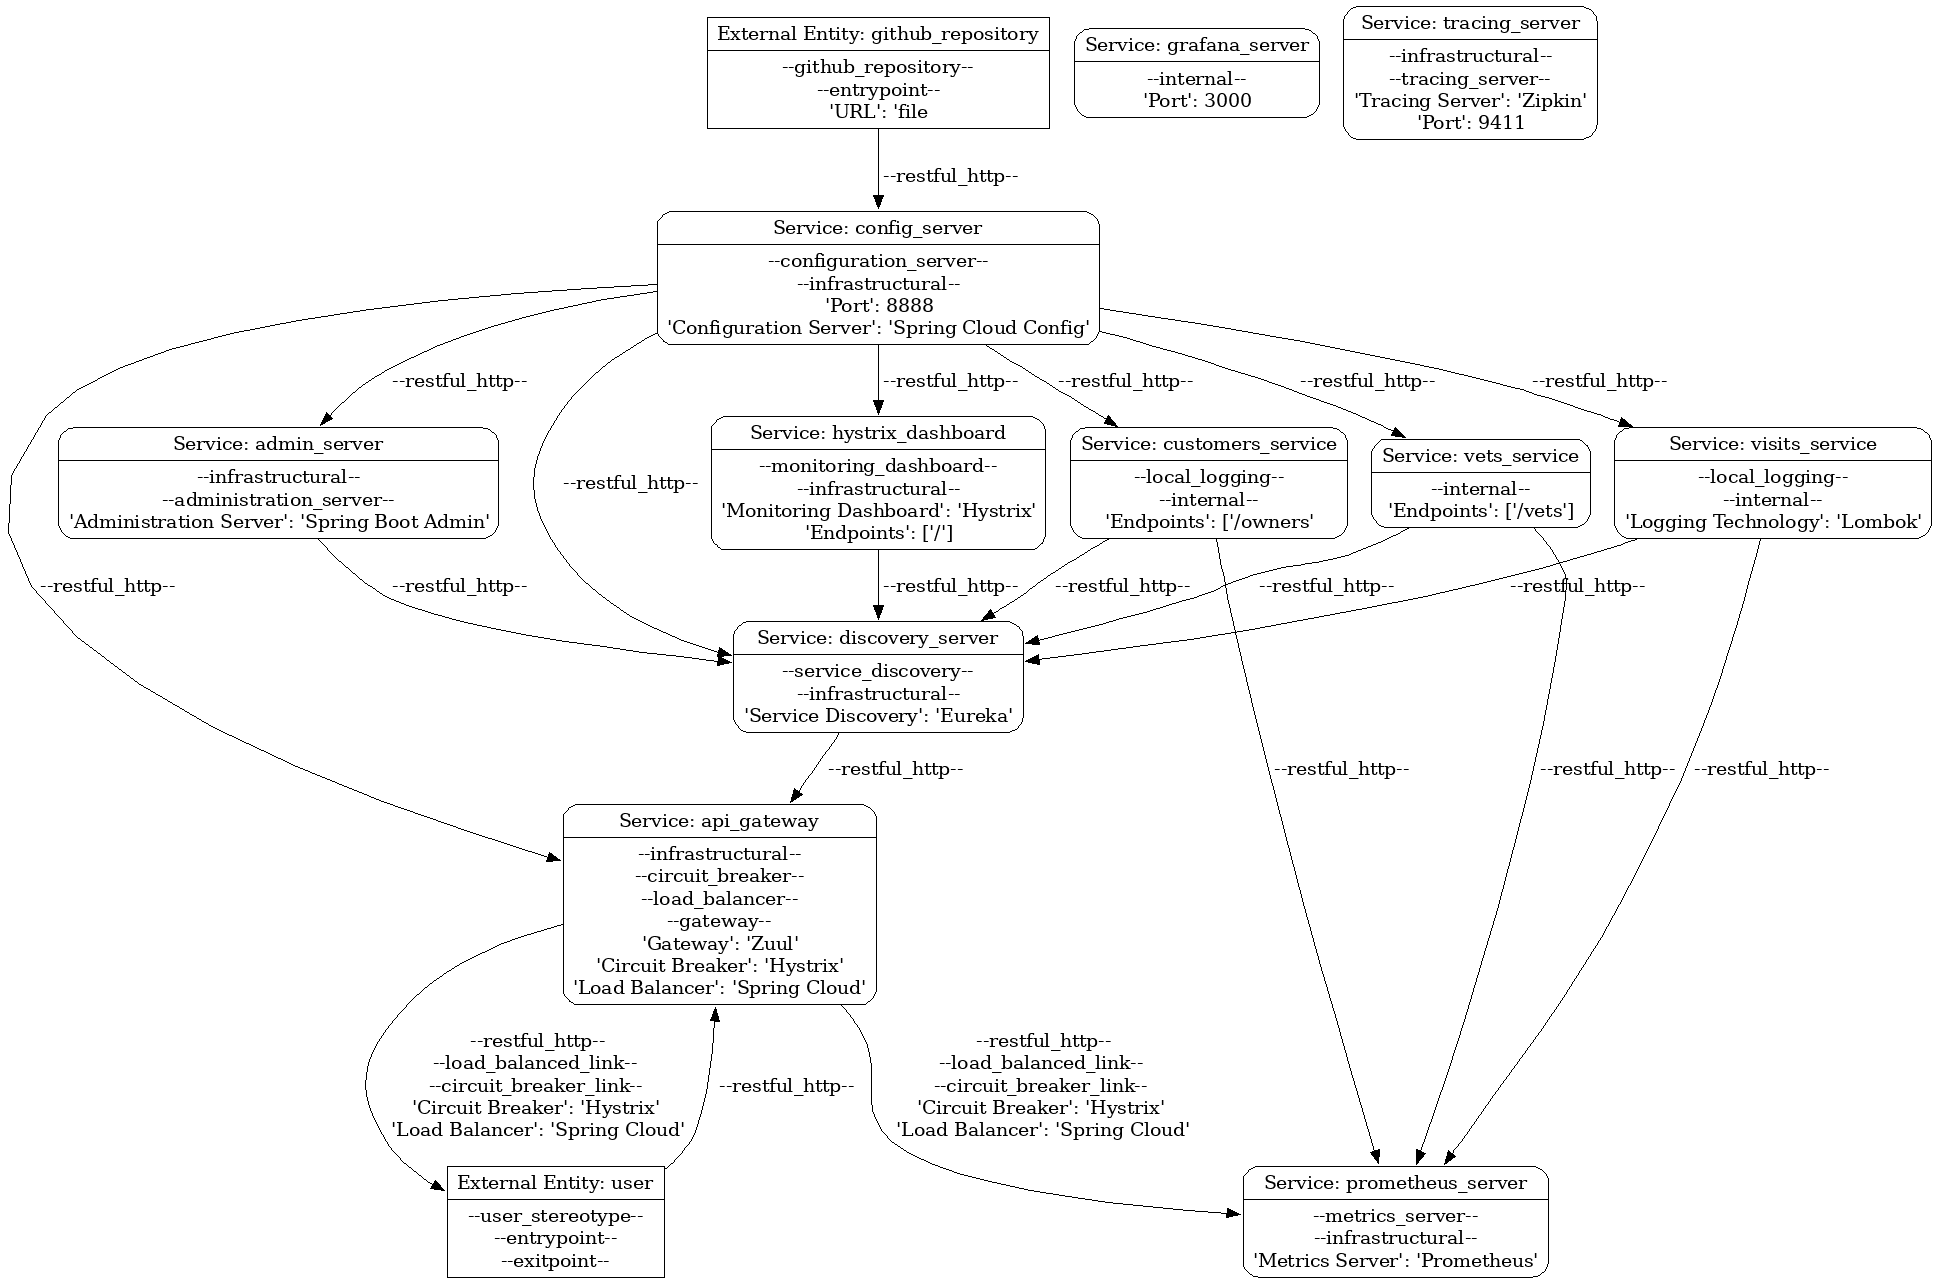 External Entity: github_repository
--github_repository--
--entrypoint--
'URL': 'file
Service: grafana_server
--internal--
'Port': 3000
Service: tracing_server
--infrastructural--
--tracing_server--
'Tracing Server': 'Zipkin'
'Port': 9411
--restful_http--
Service: config_server
--configuration_server--
--infrastructural--
'Port': 8888
'Configuration Server': 'Spring Cloud Config'
--restful_http--
--restful_http--
--restful_http--
--restful_http--
--restful_http--
Service: admin_server
--infrastructural--
--administration_server--
'Administration Server': 'Spring Boot Admin'
--restful_http--
Service: hystrix_dashboard
--monitoring_dashboard--
--infrastructural--
'Monitoring Dashboard': 'Hystrix'
'Endpoints': ['/']
Service: customers_service
--local_logging--
--internal--
'Endpoints': ['/owners'
Service: vets_service
--internal--
'Endpoints': ['/vets']
Service: visits_service
--local_logging--
--internal--
'Logging Technology': 'Lombok'
--restful_http--
--restful_http--
--restful_http--
--restful_http--
--restful_http--
--restful_http--
Service: discovery_server
--service_discovery--
--infrastructural--
'Service Discovery': 'Eureka'
--restful_http--
--restful_http--
--restful_http--
--restful_http--
Service: api_gateway
--infrastructural--
--circuit_breaker--
--load_balancer--
--gateway--
'Gateway': 'Zuul'
'Circuit Breaker': 'Hystrix'
'Load Balancer': 'Spring Cloud'
--restful_http--
--load_balanced_link--
--circuit_breaker_link--
'Circuit Breaker': 'Hystrix'
'Load Balancer': 'Spring Cloud'
--restful_http--
--restful_http--
--load_balanced_link--
--circuit_breaker_link--
'Circuit Breaker': 'Hystrix'
'Load Balancer': 'Spring Cloud'
External Entity: user
--user_stereotype--
--entrypoint--
--exitpoint--
Service: prometheus_server
--metrics_server--
--infrastructural--
'Metrics Server': 'Prometheus'